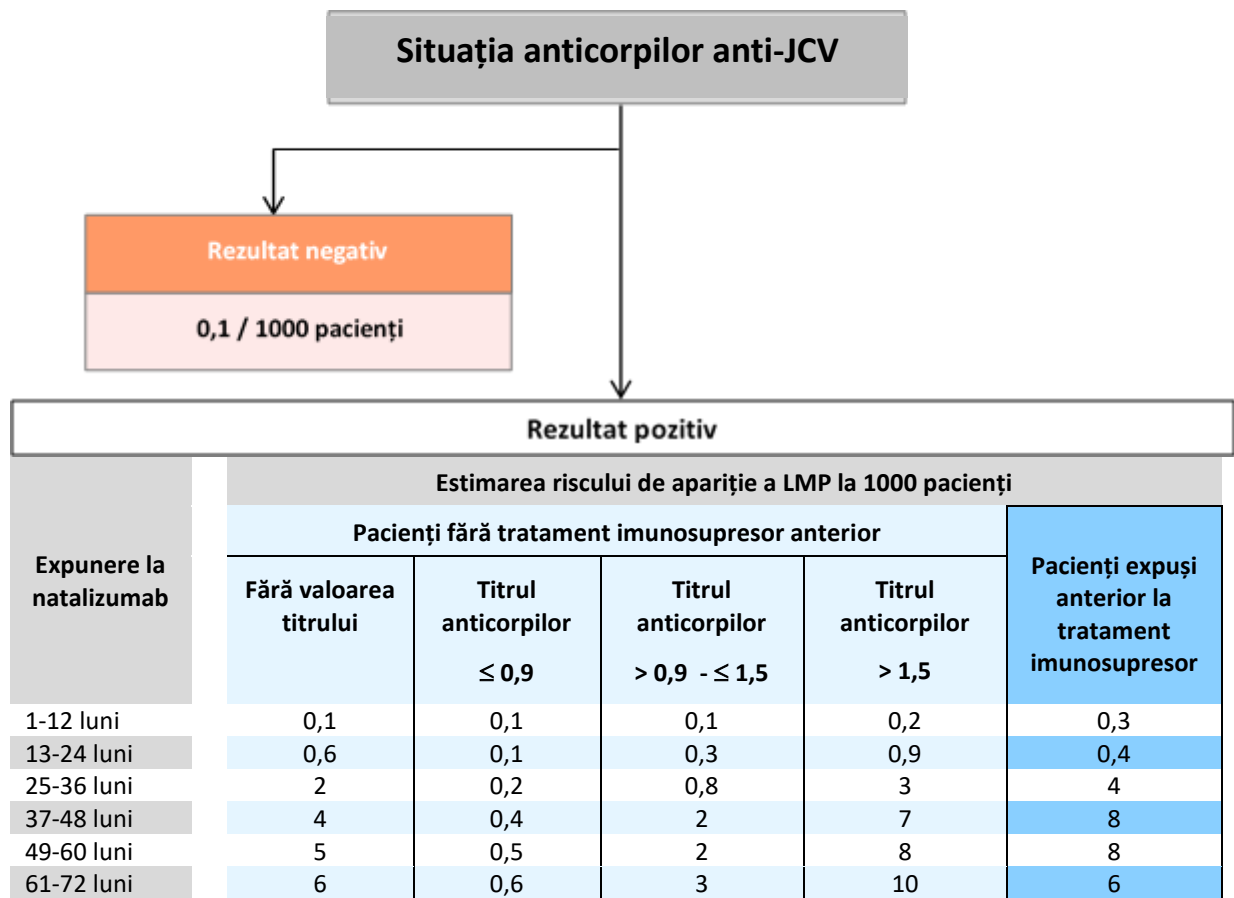 Situația anticorpilor anti-JCV
Rezultat negativ
0,1 / 1000 pacienți
Rezultat pozitiv
Estimarea riscului de apariție a LMP la 1000 pacienți
Expunere la
natalizumab
Pacienți fără tratament imunosupresor anterior
Pacienți expuși
anterior la
tratament
imunosupresor
Fără valoarea
titrului
Titrul
anticorpilor
≤ 0,9
Titrul
anticorpilor
> 0,9 - ≤ 1,5
Titrul
anticorpilor
> 1,5
1-12 luni 0,1 0,1 0,1 0,2 0,3
13-24 luni 0,6 0,1 0,3 0,9 0,4
25-36 luni 2 0,2 0,8 3 4
37-48 luni 4 0,4 2 7 8
49-60 luni 5 0,5 2 8 8
61-72 luni 6 0,6 3 10 6